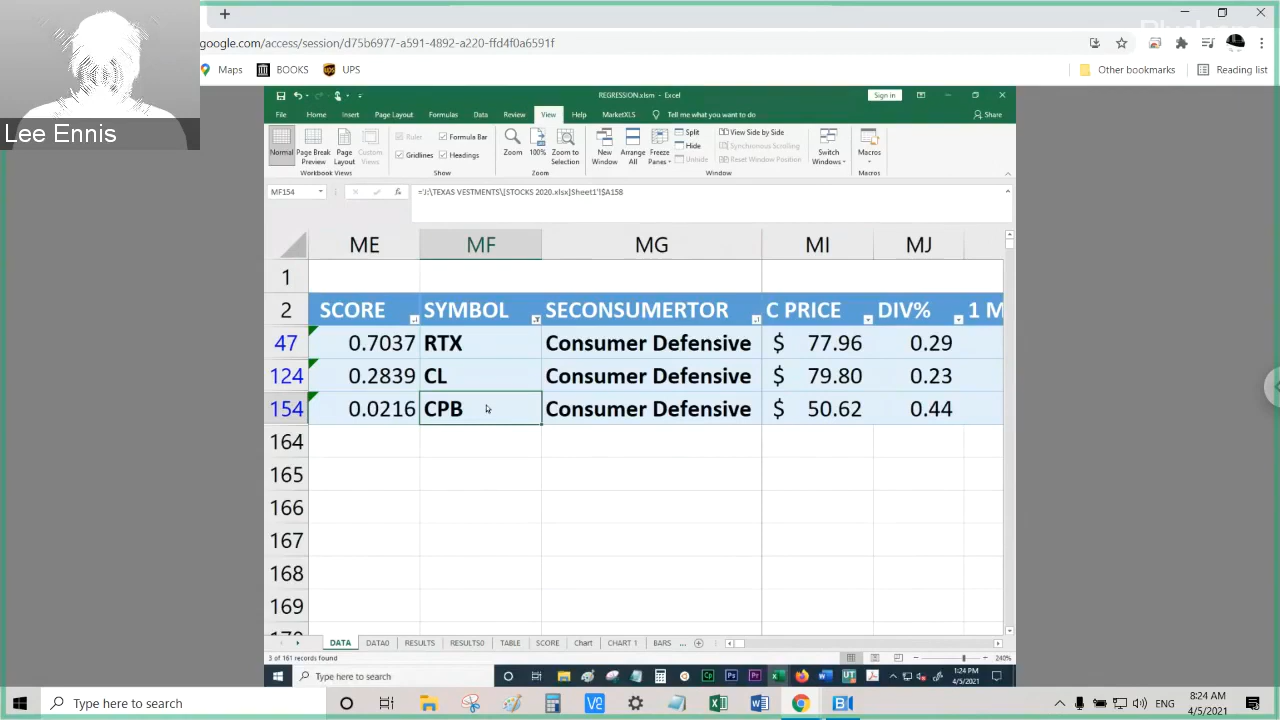 google.com/access/session/d75b6977-a591-4892-a220-ffd4f0a6591f
Maps BOOKS UPS Other bookmarks Reading list
Lee Ennis
REGRESSION.xlsm - Excel Sign in
File Home Insert Page Layout Formulas Data Review View Help MarketXLS Tell me what you want to do Share
Normal Page Break Preview Page Layout Custom Views Ruler Formula Bar Gridlines Headings Zoom 100% Zoom to Selection New Window Arrange All Freeze Panes Split Hide Unhide View Side by Side Synchronous Scrolling Reset Window Position Switch Windows Macros
Workbook Views Show Zoom Window Macros
MF154 fx ='J:\TEXAS VESTMENTS\[STOCKS 2020.xlsx]Sheet1'!$A158
ME MF MG MI MJ
1
2 SCORE SYMBOL SECONSUMERTOR C PRICE DIV% 1 M
47 0.7037 RTX Consumer Defensive $ 77.96 0.29
124 0.2839 CL Consumer Defensive $ 79.80 0.23
154 0.0216 CPB Consumer Defensive $ 50.62 0.44
164
165
166
167
168
169
DATA DATA0 RESULTS RESULTS0 TABLE SCORE Chart CHART 1 BARS ...
3 of 161 records found 240%
Type here to search 1:24 PM
4/5/2021
Type here to search ENG 8:24 AM
4/5/2021